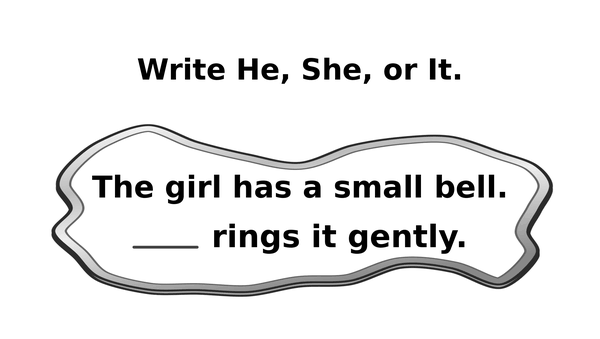 Write He, She, or It.
The girl has a small bell.
____ rings it gently.